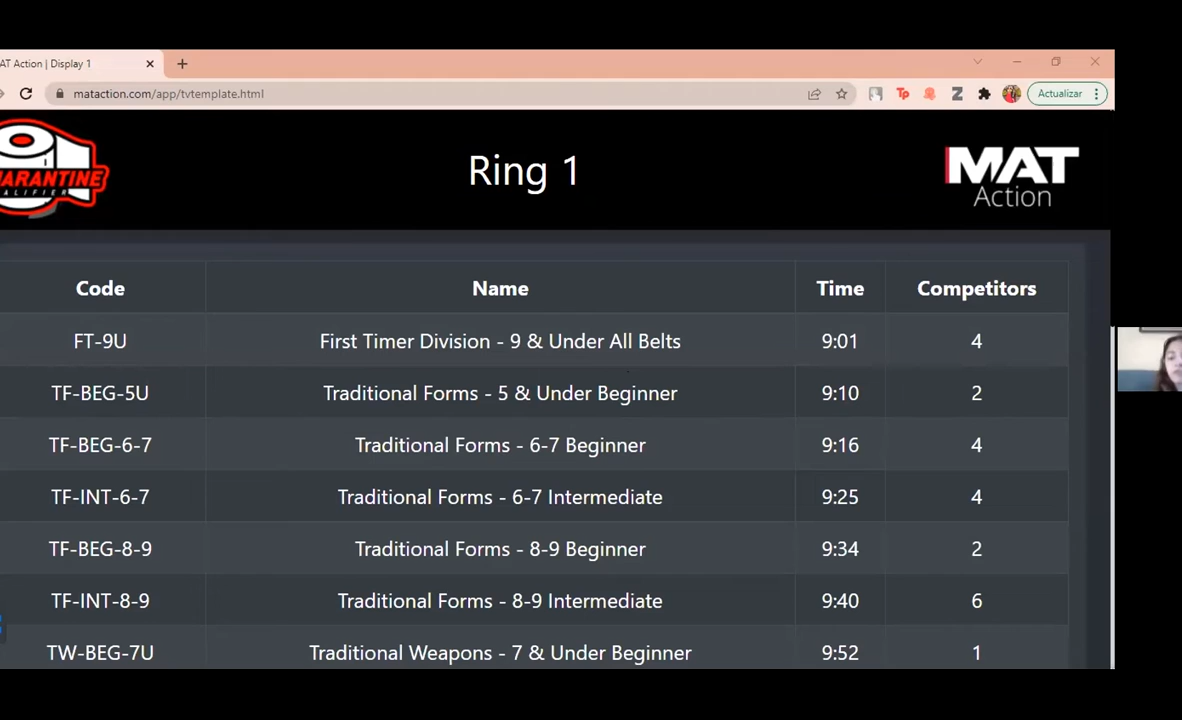 AT Action | Display 1
mataction.com/app/tvtemplate.html
Actualizar
ARANTINE
ALIFIER
Ring 1
MAT
Action
Code Name Time Competitors
FT-9U First Timer Division - 9 & Under All Belts 9:01 4
TF-BEG-5U Traditional Forms - 5 & Under Beginner 9:10 2
TF-BEG-6-7 Traditional Forms - 6-7 Beginner 9:16 4
TF-INT-6-7 Traditional Forms - 6-7 Intermediate 9:25 4
TF-BEG-8-9 Traditional Forms - 8-9 Beginner 9:34 2
TF-INT-8-9 Traditional Forms - 8-9 Intermediate 9:40 6
TW-BEG-7U Traditional Weapons - 7 & Under Beginner 9:52 1